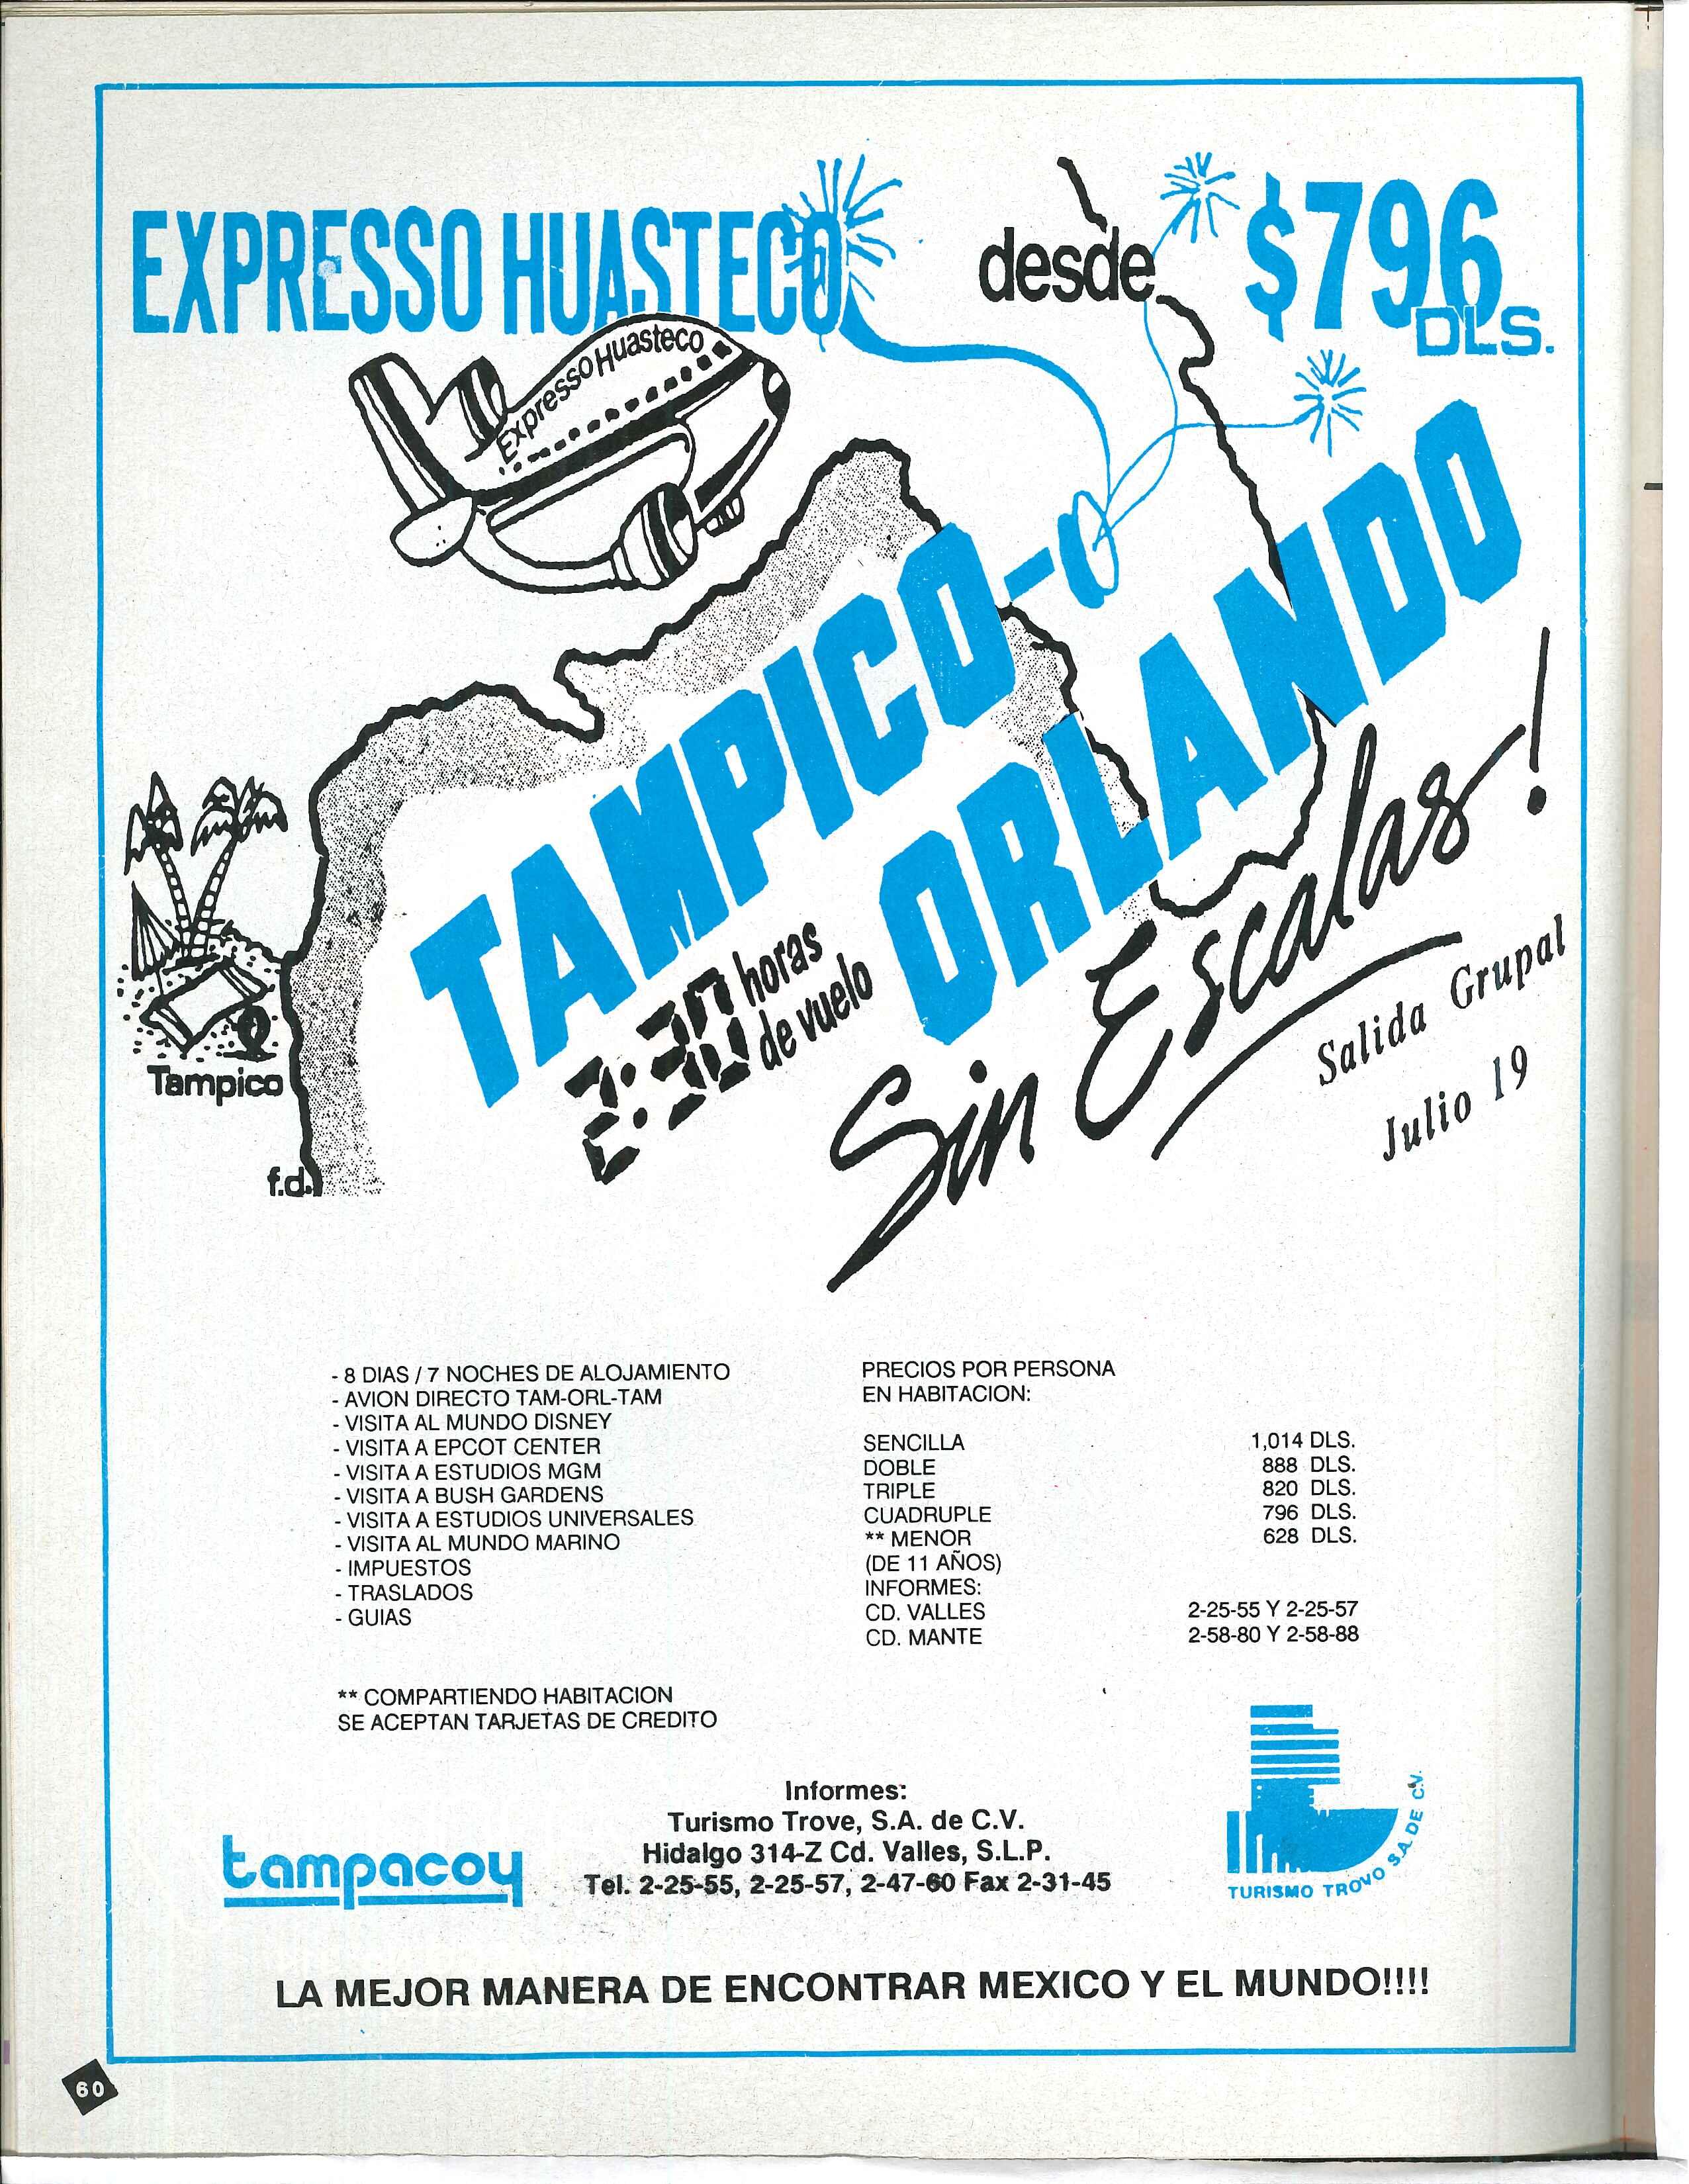 EXPRESSO HUASTECO
desde
$796
DLS.
Expresso Huasteco
TAMPICO-O
ORLANDO
2:30 horas
de vuelo
Sin Escalas!
Salida Grupal
Julio 19
Tampico
f.d.
- 8 DIAS / 7 NOCHES DE ALOJAMIENTO
- AVION DIRECTO TAM-ORL-TAM
- VISITA AL MUNDO DISNEY
- VISITA A EPCOT CENTER
- VISITA A ESTUDIOS MGM
- VISITA A BUSH GARDENS
- VISITA A ESTUDIOS UNIVERSALES
- VISITA AL MUNDO MARINO
- IMPUESTOS
- TRASLADOS
- GUIAS
** COMPARTIENDO HABITACION
SE ACEPTAN TARJETAS DE CREDITO
PRECIOS POR PERSONA
EN HABITACION:
SENCILLA 1,014 DLS.
DOBLE 888 DLS.
TRIPLE 820 DLS.
CUADRUPLE 796 DLS.
** MENOR 628 DLS.
(DE 11 AÑOS)
INFORMES:
CD. VALLES 2-25-55 Y 2-25-57
CD. MANTE 2-58-80 Y 2-58-88
tampacoy
Informes:
Turismo Trove, S.A. de C.V.
Hidalgo 314-Z Cd. Valles, S.L.P.
Tel. 2-25-55, 2-25-57, 2-47-60 Fax 2-31-45
TURISMO TROVO S.A. DE C.V.
LA MEJOR MANERA DE ENCONTRAR MEXICO Y EL MUNDO!!!!
60